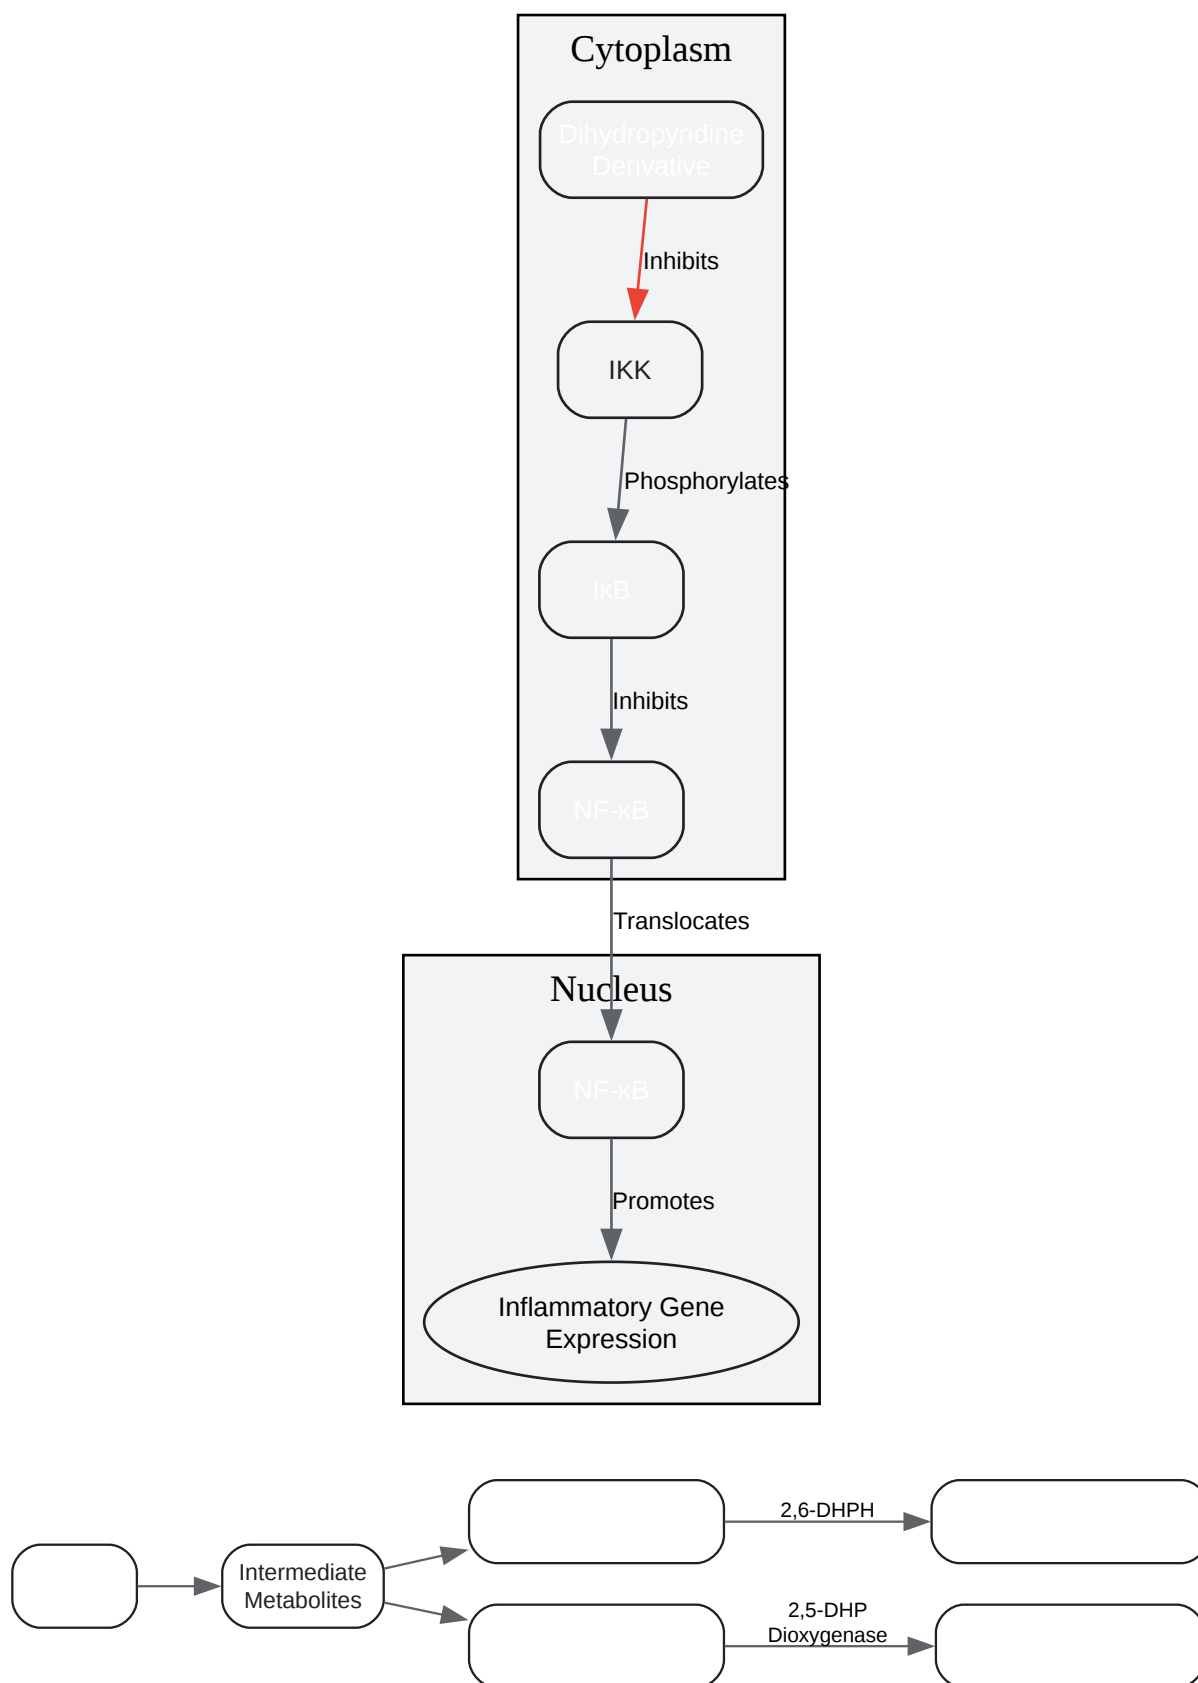 Cytoplasm
Dihydropyridine
Derivative
Inhibits
IKK
Phosphorylates
IκB
Inhibits
NF-κB
Translocates
Nucleus
NF-κB
Promotes
Inflammatory Gene
Expression
2,6-DHPH
Intermediate
Metabolites
2,5-DHP
Dioxygenase